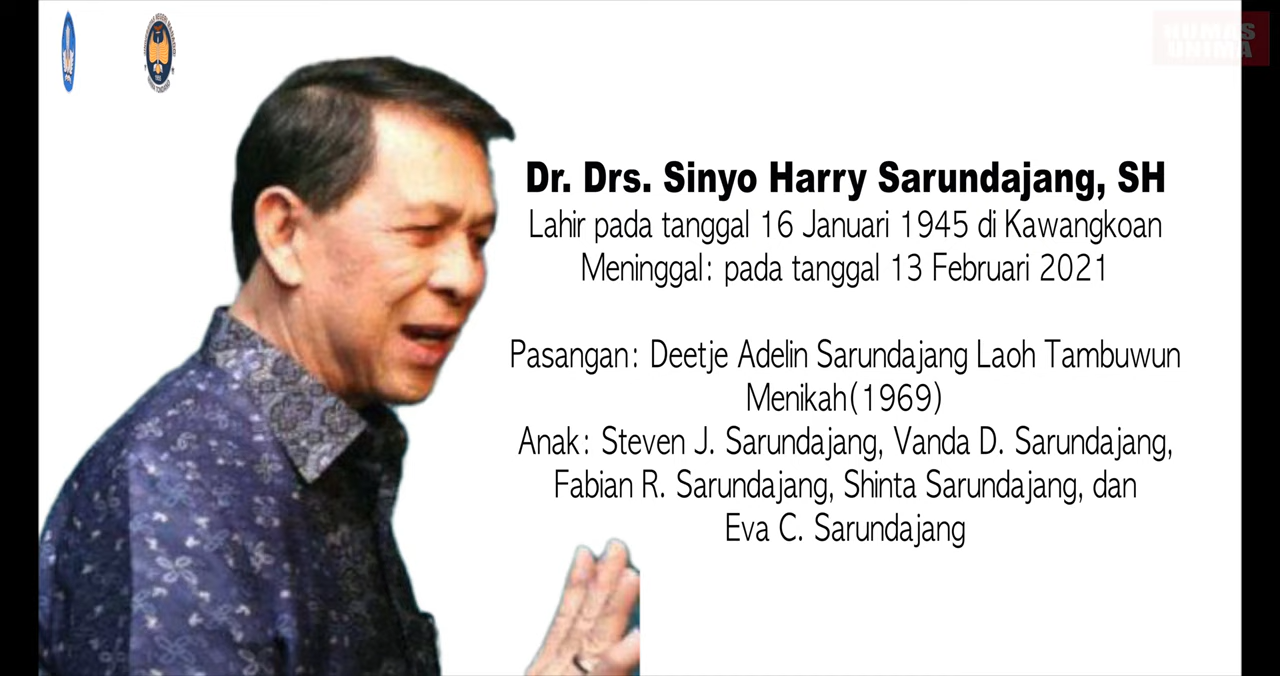 HUMAS
UNIMA
Dr. Drs. Sinyo Harry Sarundajang, SH
Lahir pada tanggal 16 Januari 1945 di Kawangkoan
Meninggal: pada tanggal 13 Februari 2021
Pasangan: Deetje Adelin Sarundajang Laoh Tambuwun
Menikah(1969)
Anak: Steven J. Sarundajang, Vanda D. Sarundajang,
Fabian R. Sarundajang, Shinta Sarundajang, dan
Eva C. Sarundajang